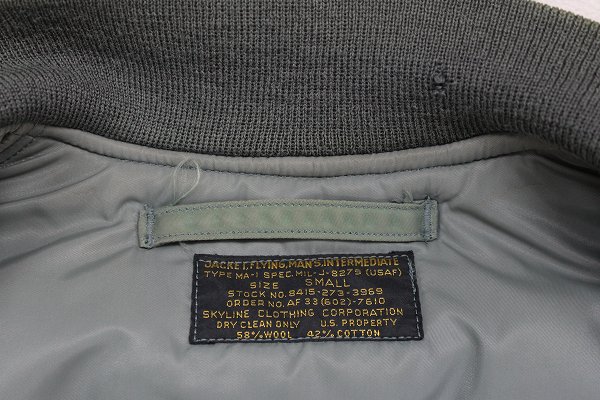 JACKET, FLYING, MAN'S, INTERMEDIATE
TYPE MA-1 SPEC. MIL-J-8279 (USAF)
SIZE SMALL
STOCK NO. 8415-273-3969
ORDER NO. AF 33 (602)-7610
SKYLINE CLOTHING CORPORATION
DRY CLEAN ONLY U.S. PROPERTY
58% WOOL 42% COTTON